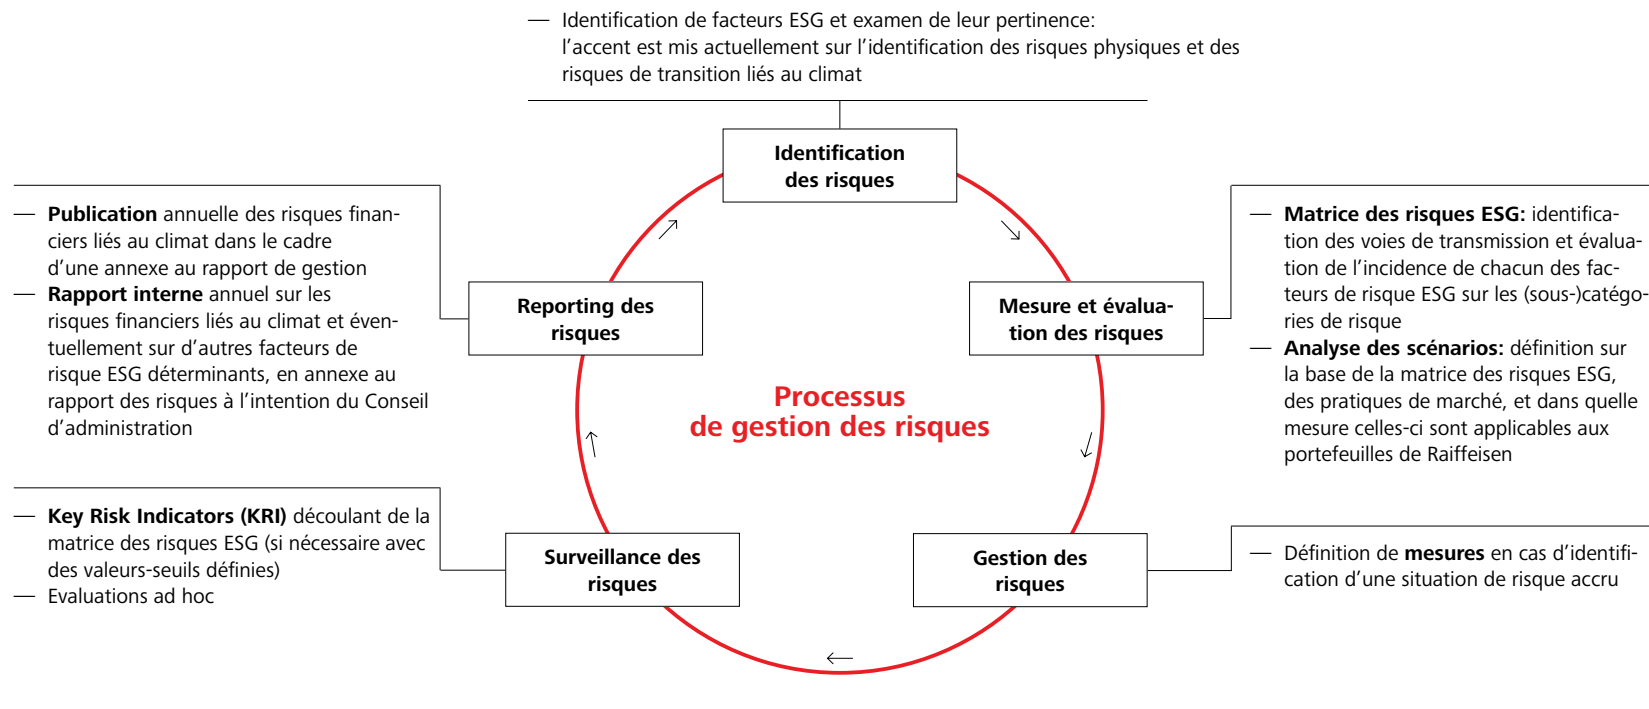 — Identification de facteurs ESG et examen de leur pertinence:
l’accent est mis actuellement sur l’identification des risques physiques et des
risques de transition liés au climat
Identification
des risques
— Matrice des risques ESG: identifica-
tion des voies de transmission et évalua-
tion de l’incidence de chacun des fac-
teurs de risque ESG sur les (sous-)catégo-
ries de risque
— Analyse des scénarios: définition sur
la base de la matrice des risques ESG,
des pratiques de marché, et dans quelle
mesure celles-ci sont applicables aux
portefeuilles de Raiffeisen
Mesure et évalua-
tion des risques
— Définition de mesures en cas d’identifi-
cation d’une situation de risque accru
Gestion des
risques
— Key Risk Indicators (KRI) découlant de la
matrice des risques ESG (si nécessaire avec
des valeurs-seuils définies)
— Evaluations ad hoc
Surveillance des
risques
— Publication annuelle des risques finan-
ciers liés au climat dans le cadre
d’une annexe au rapport de gestion
— Rapport interne annuel sur les
risques financiers liés au climat et éven-
tuellement sur d’autres facteurs de
risque ESG déterminants, en annexe au
rapport des risques à l’intention du Conseil
d’administration
Reporting des
risques
Processus
de gestion des risques